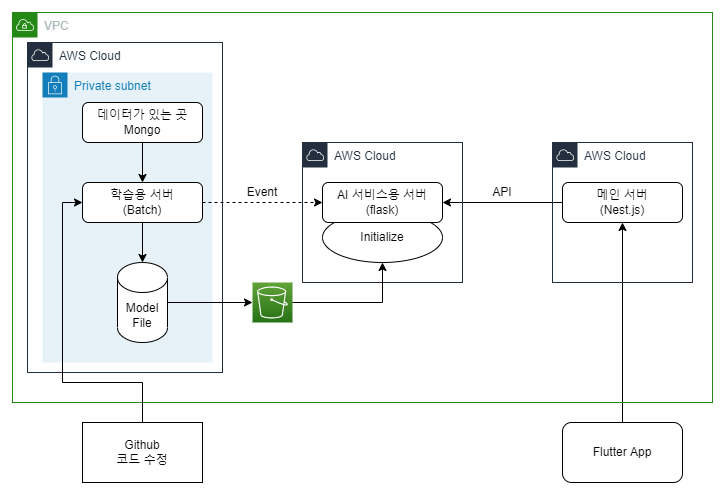 VPC
AWS Cloud
Private subnet
데이터가 있는 곳
Mongo
학습용 서버
(Batch)
Event
Model
File
AWS Cloud
AI 서비스용 서버
(flask)
Initialize
API
AWS Cloud
메인 서버
(Nest.js)
Github
코드 수정
Flutter App